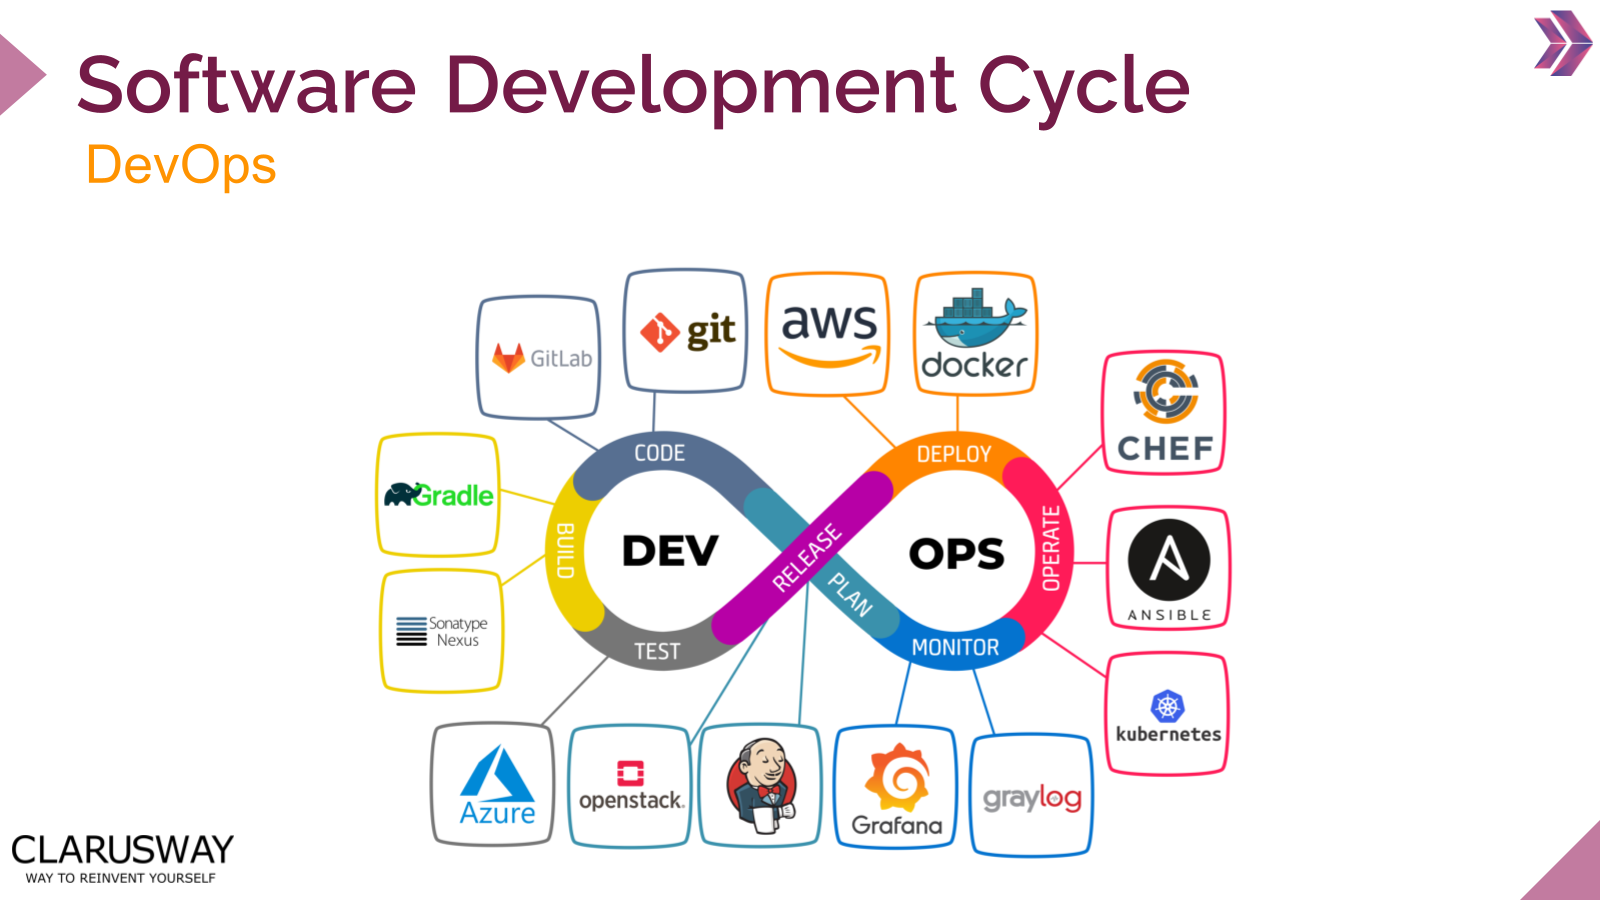 Software Development Cycle
DevOps
GitLab
git
aws
docker
CHEF
Gradle
CODE
DEPLOY
BUILD
DEV
RELEASE
PLAN
OPS
OPERATE
ANSIBLE
Sonatype
Nexus
TEST
MONITOR
kubernetes
Azure
openstack.
Grafana
graylog
CLARUSWAY
WAY TO REINVENT YOURSELF